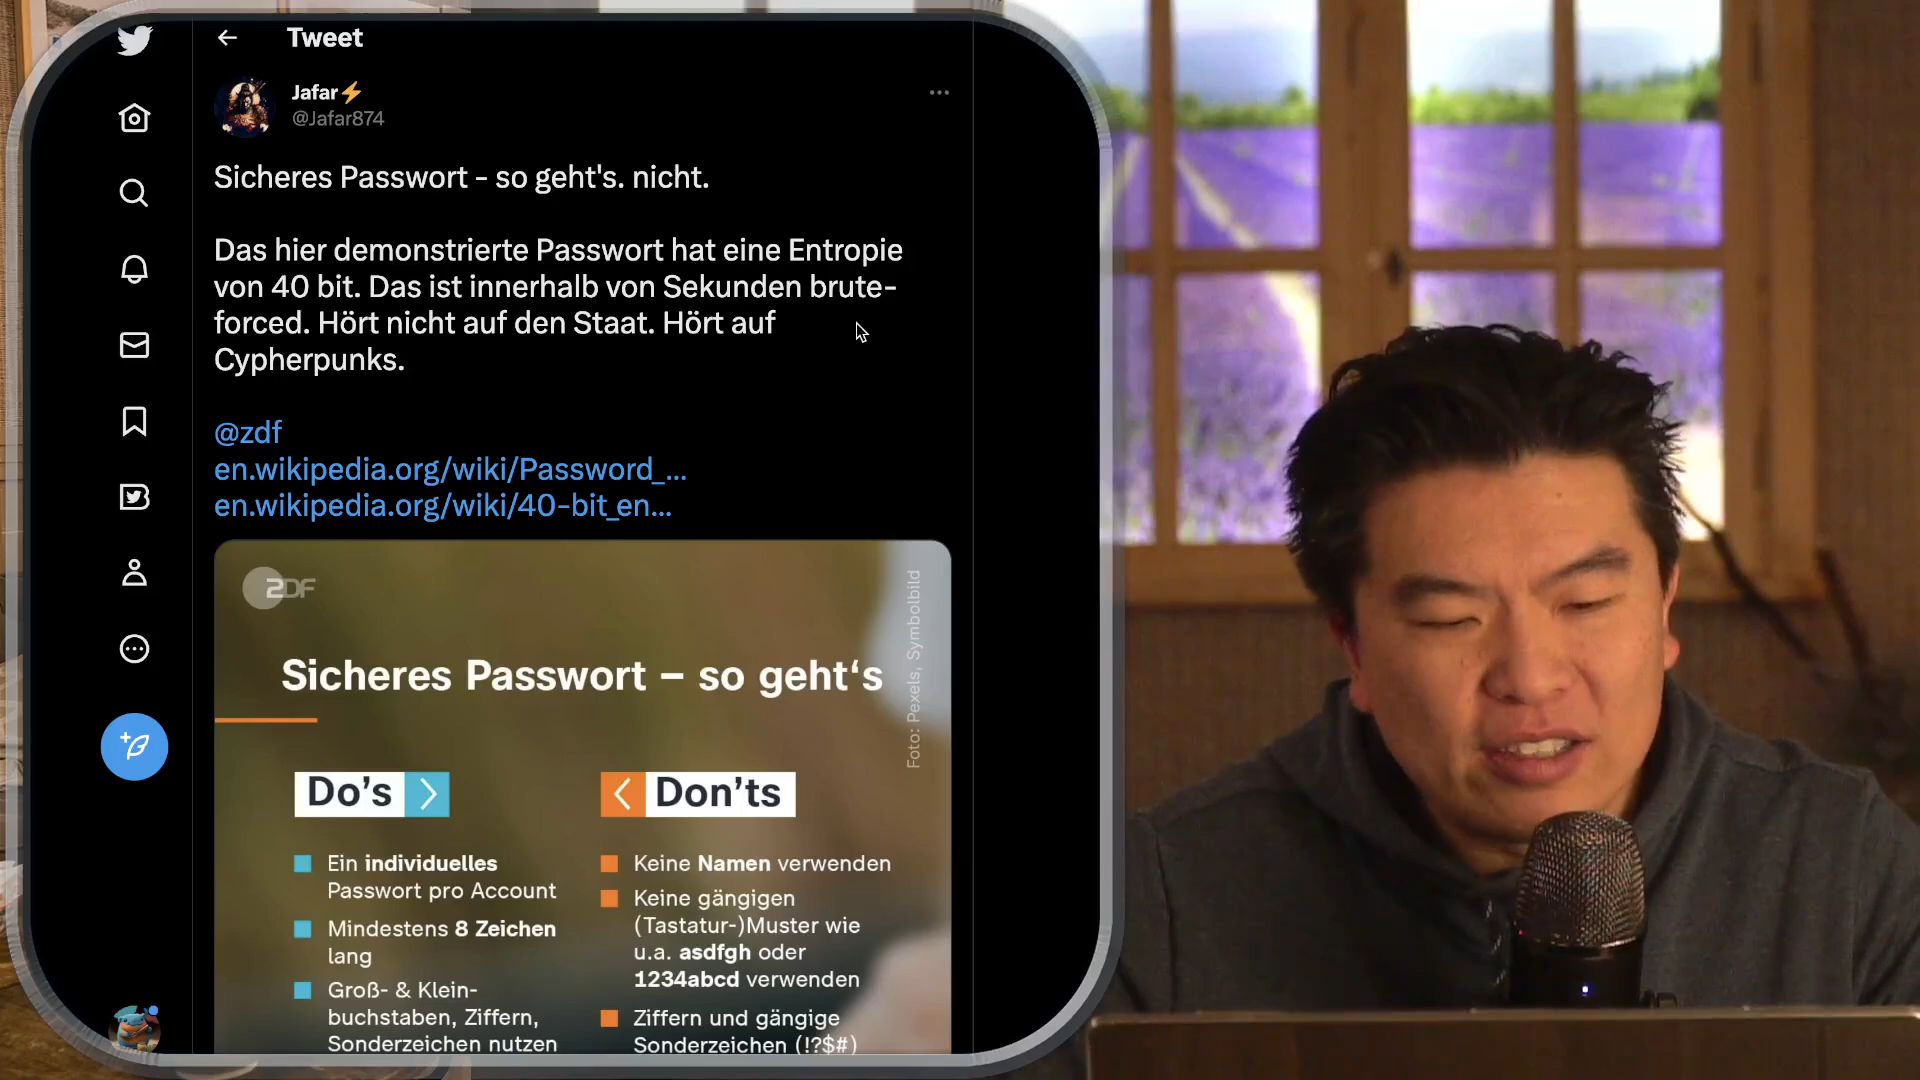 Tweet
Jafar⚡
@Jafar874
Sicheres Passwort - so geht's. nicht.
Das hier demonstrierte Passwort hat eine Entropie
von 40 bit. Das ist innerhalb von Sekunden brute-
forced. Hört nicht auf den Staat. Hört auf
Cypherpunks.
@zdf
en.wikipedia.org/wiki/Password_...
en.wikipedia.org/wiki/40-bit_en...
ZDF
Foto: Pexels, Symbolbild
Sicheres Passwort – so geht‘s
Do’s
Ein individuelles
Passwort pro Account
Mindestens 8 Zeichen
lang
Groß- & Klein-
buchstaben, Ziffern,
Sonderzeichen nutzen
Don’ts
Keine Namen verwenden
Keine gängigen
(Tastatur-)Muster wie
u.a. asdfgh oder
1234abcd verwenden
Ziffern und gängige
Sonderzeichen (!?$#)